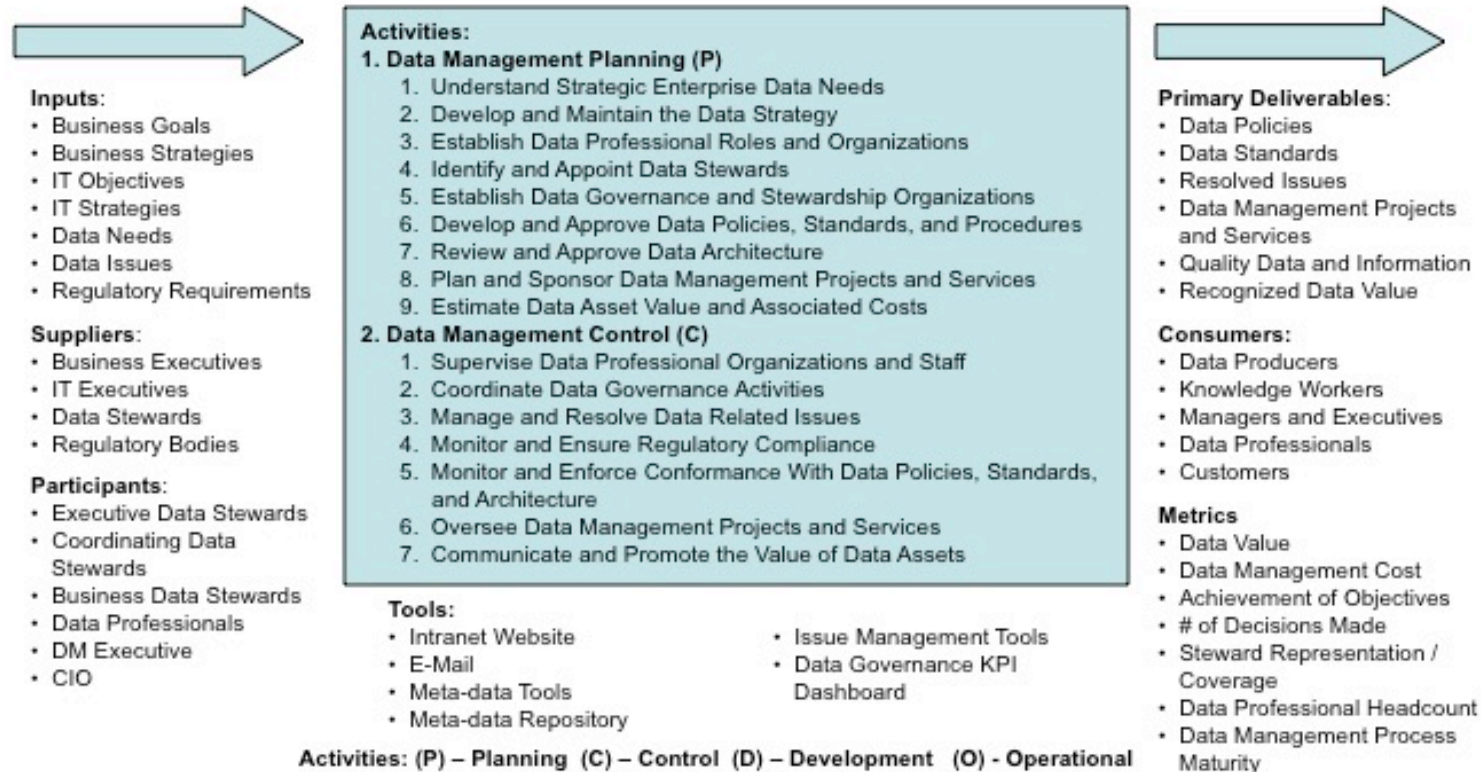 Inputs:
• Business Goals
• Business Strategies
• IT Objectives
• IT Strategies
• Data Needs
• Data Issues
• Regulatory Requirements
Suppliers:
• Business Executives
• IT Executives
• Data Stewards
• Regulatory Bodies
Participants:
• Executive Data Stewards
• Coordinating Data
Stewards
• Business Data Stewards
• Data Professionals
• DM Executive
• CIO
Activities:
1. Data Management Planning (P)
1. Understand Strategic Enterprise Data Needs
2. Develop and Maintain the Data Strategy
3. Establish Data Professional Roles and Organizations
4. Identify and Appoint Data Stewards
5. Establish Data Governance and Stewardship Organizations
6. Develop and Approve Data Policies, Standards, and Procedures
7. Review and Approve Data Architecture
8. Plan and Sponsor Data Management Projects and Services
9. Estimate Data Asset Value and Associated Costs
2. Data Management Control (C)
1. Supervise Data Professional Organizations and Staff
2. Coordinate Data Governance Activities
3. Manage and Resolve Data Related Issues
4. Monitor and Ensure Regulatory Compliance
5. Monitor and Enforce Conformance With Data Policies, Standards,
and Architecture
6. Oversee Data Management Projects and Services
7. Communicate and Promote the Value of Data Assets
Tools:
• Intranet Website
• E-Mail
• Meta-data Tools
• Meta-data Repository
• Issue Management Tools
• Data Governance KPI
Dashboard
Primary Deliverables:
• Data Policies
• Data Standards
• Resolved Issues
• Data Management Projects
and Services
• Quality Data and Information
• Recognized Data Value
Consumers:
• Data Producers
• Knowledge Workers
• Managers and Executives
• Data Professionals
• Customers
Metrics
• Data Value
• Data Management Cost
• Achievement of Objectives
• # of Decisions Made
• Steward Representation /
Coverage
• Data Professional Headcount
• Data Management Process
Maturity
Activities: (P) – Planning (C) – Control (D) – Development (O) - Operational